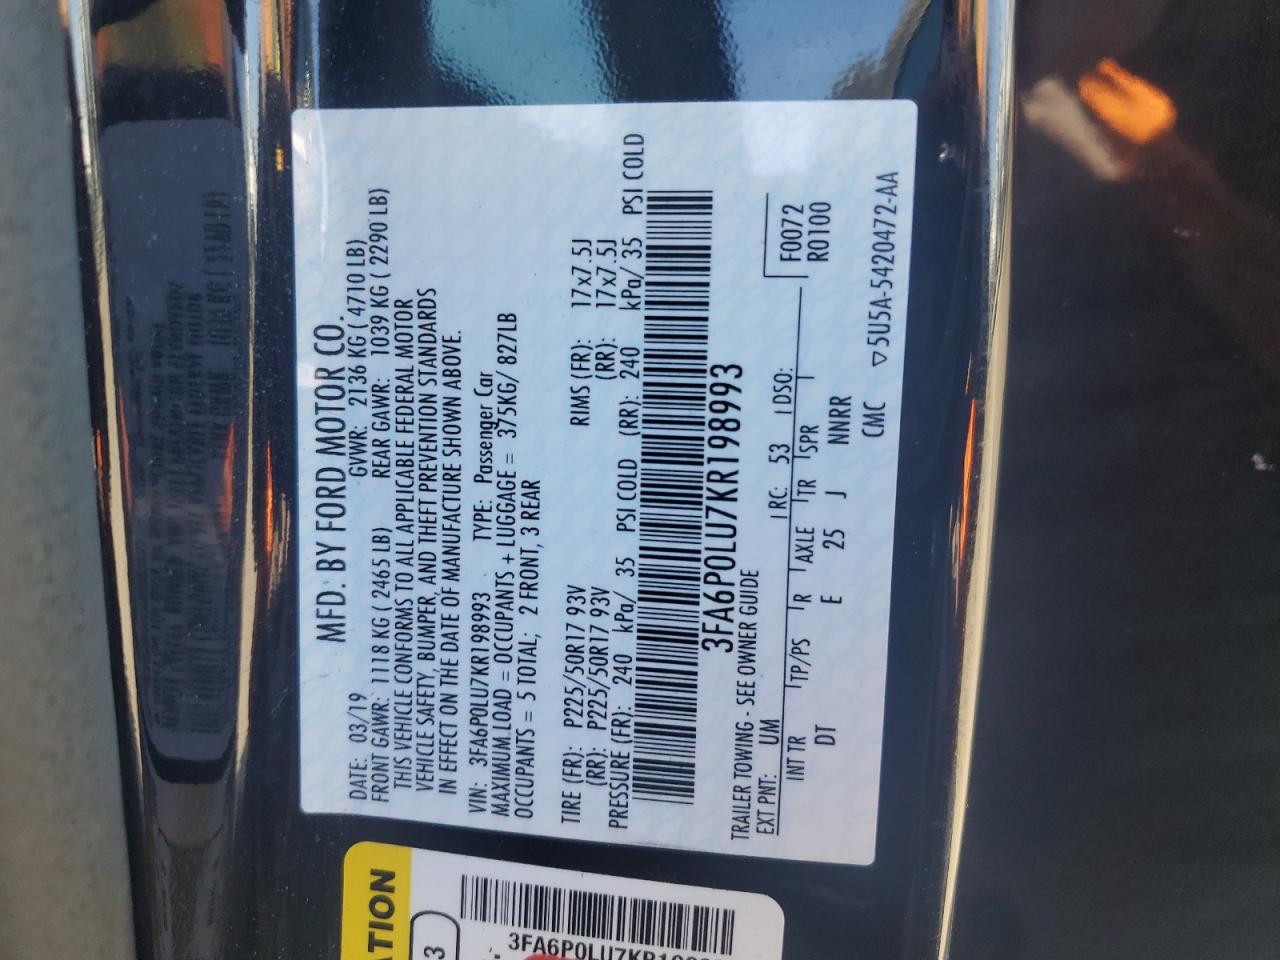 MFD. BY FORD MOTOR CO.
DATE: 03/19 GVWR: 2136 KG ( 4710 LB)
FRONT GAWR: 1118 KG ( 2465 LB) REAR GAWR: 1039 KG ( 2290 LB)
THIS VEHICLE CONFORMS TO ALL APPLICABLE FEDERAL MOTOR
VEHICLE SAFETY, BUMPER, AND THEFT PREVENTION STANDARDS
IN EFFECT ON THE DATE OF MANUFACTURE SHOWN ABOVE.
VIN: 3FA6P0LU7KR198993 TYPE: Passenger Car
MAXIMUM LOAD = OCCUPANTS + LUGGAGE = 375KG/ 827LB
OCCUPANTS = 5 TOTAL; 2 FRONT, 3 REAR
TIRE (FR): P225/50R17 93V RIMS (FR): 17x7.5J
(RR): P225/50R17 93V (RR): 17x7.5J
PRESSURE (FR): 240 kPa/ 35 PSI COLD (RR): 240 kPa/ 35 PSI COLD
3FA6P0LU7KR198993
TRAILER TOWING - SEE OWNER GUIDE
EXT PNT: UM RC: 53 DSO: F0072
INT TR TP/PS R AXLE TR SPR R0100
DT E 25 J NNRR
CMC ▽5U5A-5420472-AA
ATION
3